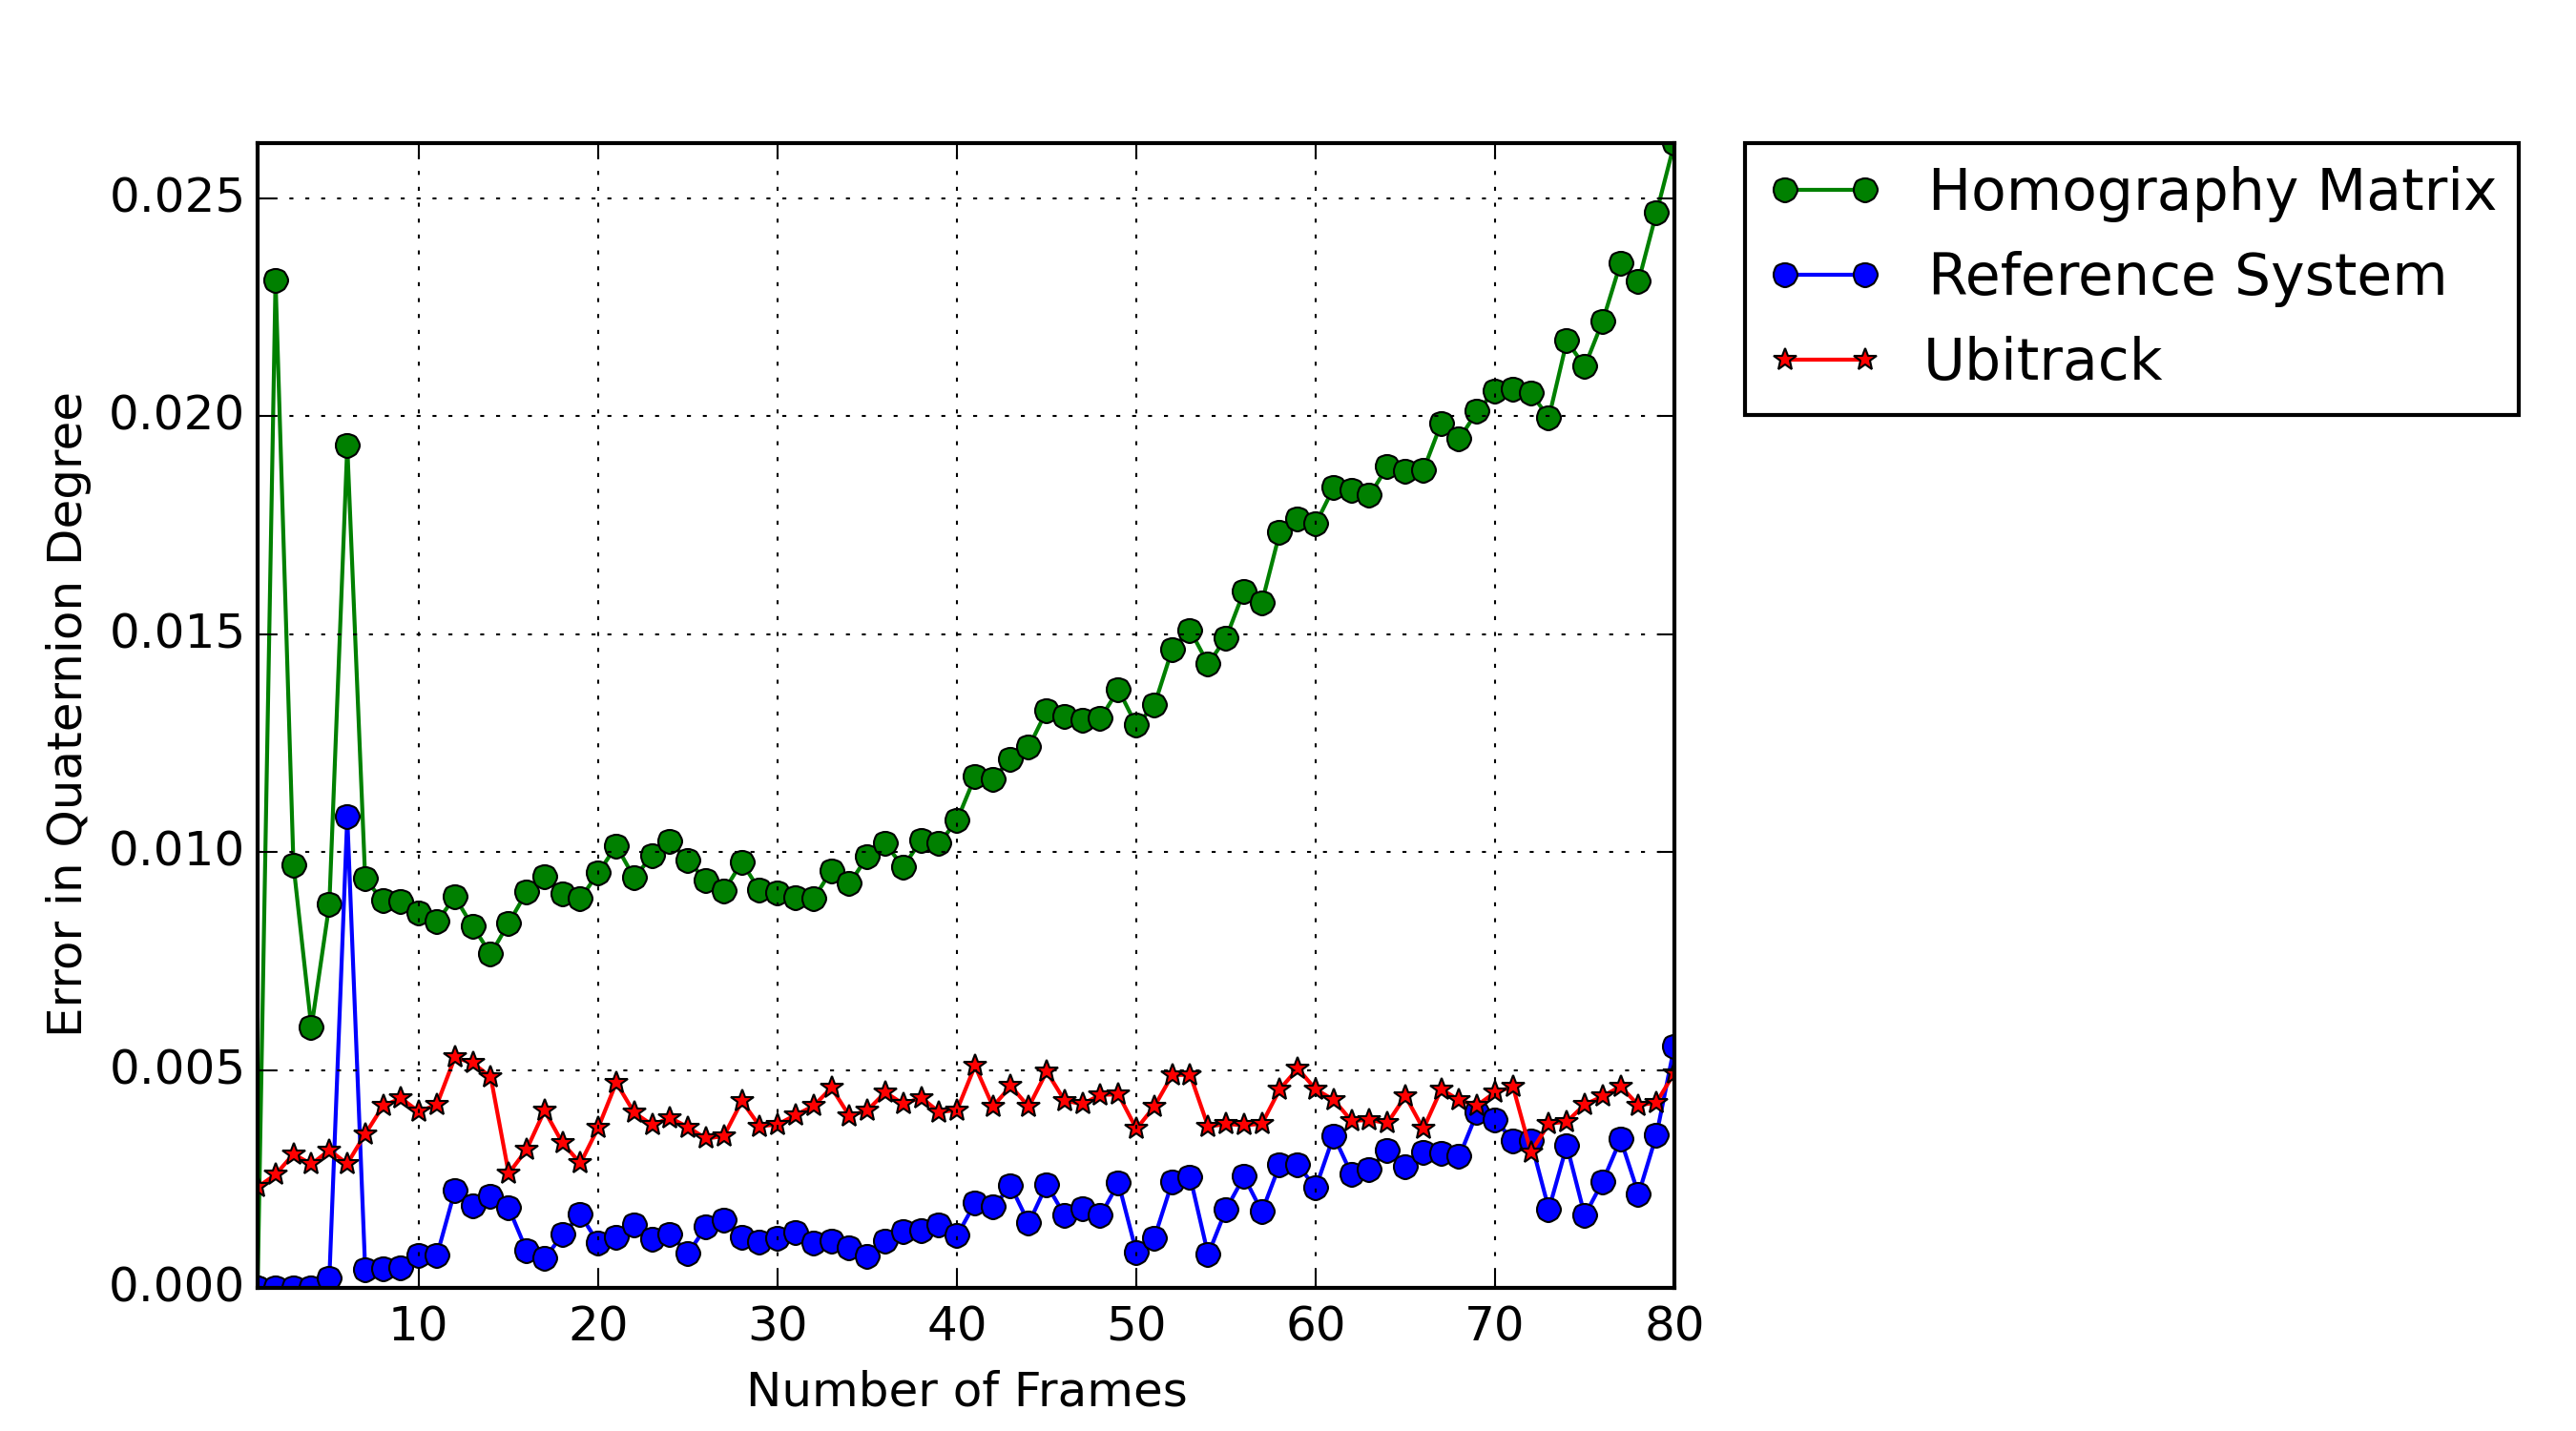 Homography Matrix
Reference System
Ubitrack
Error in Quaternion Degree
0.025
0.020
0.015
0.010
0.005
0.000
10 20 30 40 50 60 70 80
Number of Frames